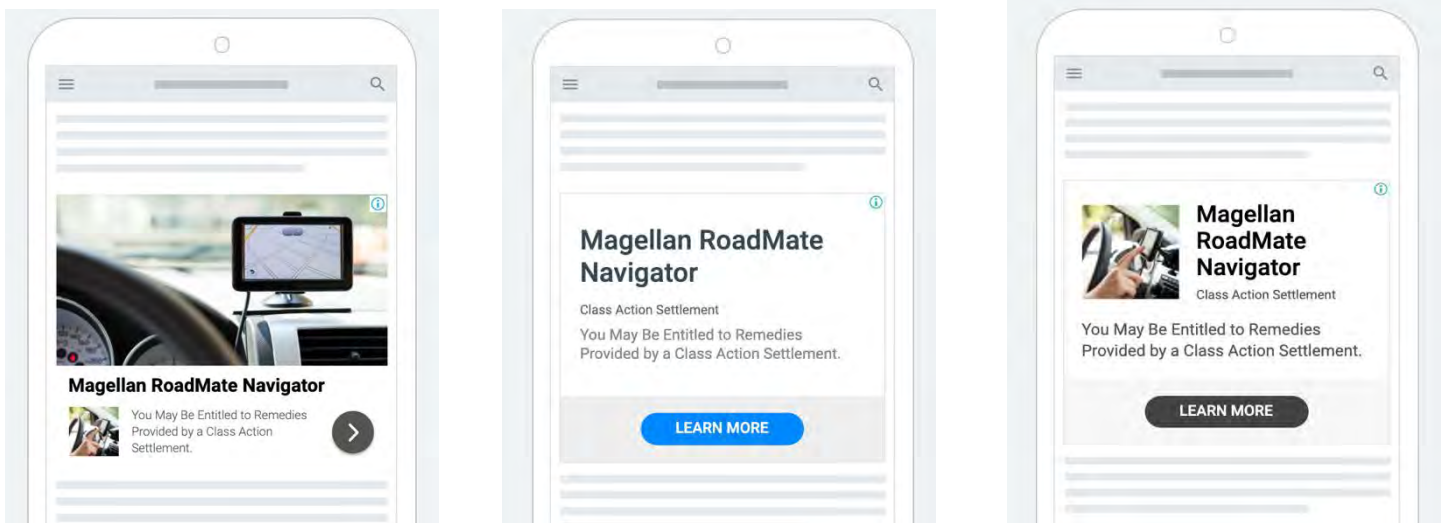 Magellan RoadMate Navigator
You May Be Entitled to Remedies
Provided by a Class Action
Settlement.
Magellan RoadMate
Navigator
Class Action Settlement
You May Be Entitled to Remedies
Provided by a Class Action Settlement.
LEARN MORE
Magellan
RoadMate
Navigator
Class Action Settlement
You May Be Entitled to Remedies
Provided by a Class Action Settlement.
LEARN MORE